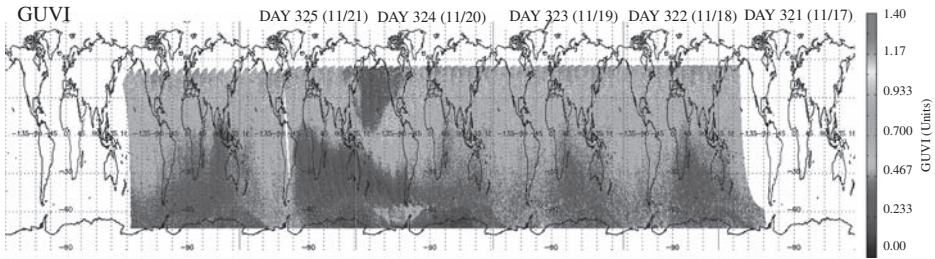 GUVI
DAY 325 (11/21) DAY 324 (11/20) DAY 323 (11/19) DAY 322 (11/18) DAY 321 (11/17)
1.40
1.17
0.933
0.700
0.467
0.233
0.00
GUVI (Units)